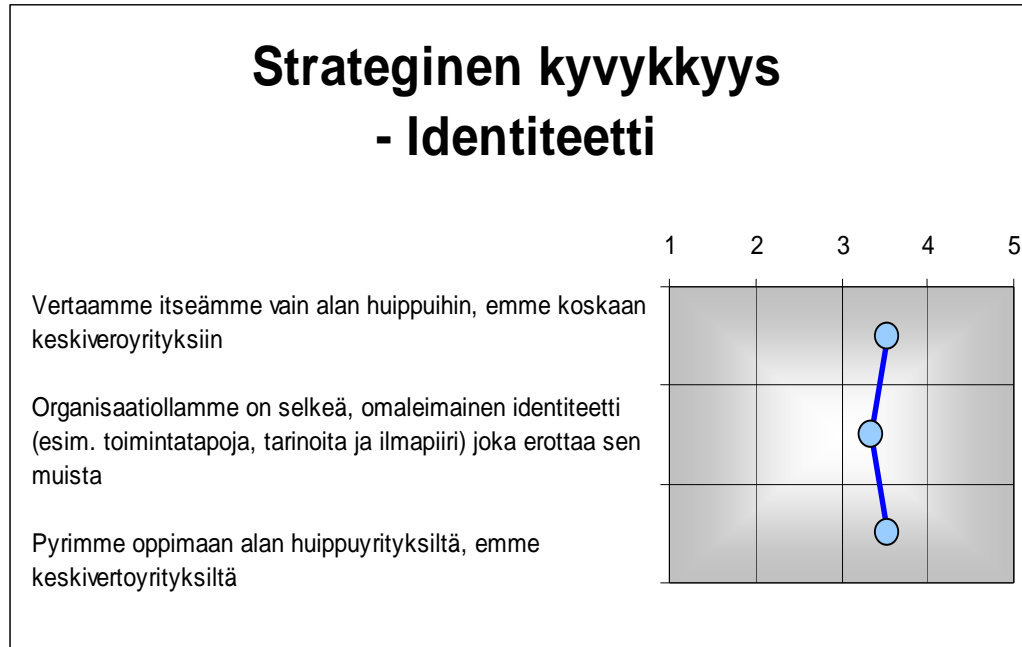 Strateginen kyvykkyys
- Identiteetti
1 2 3 4 5
Vertaamme itseämme vain alan huippuihin, emme koskaan
keskiveroyrityksiin
Organisaatiollamme on selkeä, omaleimainen identiteetti
(esim. toimintatapoja, tarinoita ja ilmapiiri) joka erottaa sen
muista
Pyrimme oppimaan alan huippuyrityksiltä, emme
keskivertoyrityksiltä